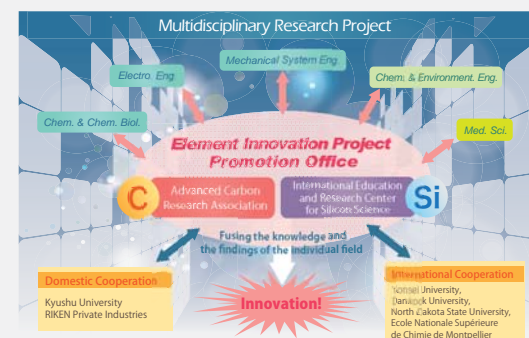 Multidisciplinary Research Project
Mechanical System Eng.
Electro. Eng.
Chem. & Environment. Eng.
Chem. & Chem. Biol.
Med. Sci.
Element Innovation Project
Promotion Office
C
Advanced Carbon
Research Association
International Education
and Research Center
for Silicon Science
Si
Fusing the knowledge and
the findings of the individual field
Domestic Cooperation
Kyushu University
RIKEN Private Industries
Innovation!
International Cooperation
Yonsei University,
University,
North Dakota State University,
Ecole Nationale Supérieure
de Chimie de Montpellier